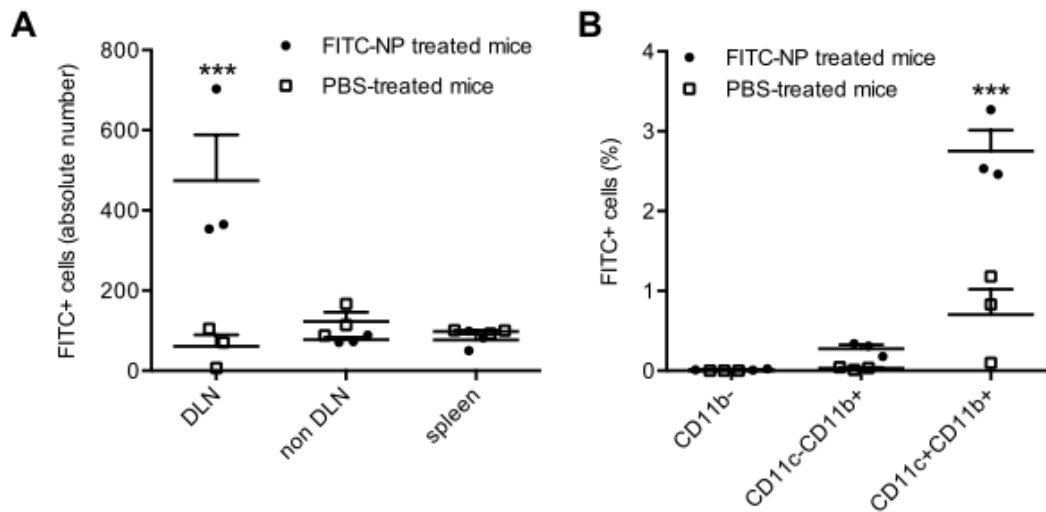 A
FITC+ cells (absolute number)
800
600
400
200
0
***
FITC-NP treated mice
PBS-treated mice
DLN
non DLN
spleen
B
FITC+ cells (%)
4
3
2
1
0
FITC-NP treated mice
PBS-treated mice
***
CD11b-
CD11c-CD11b+
CD11c+CD11b+